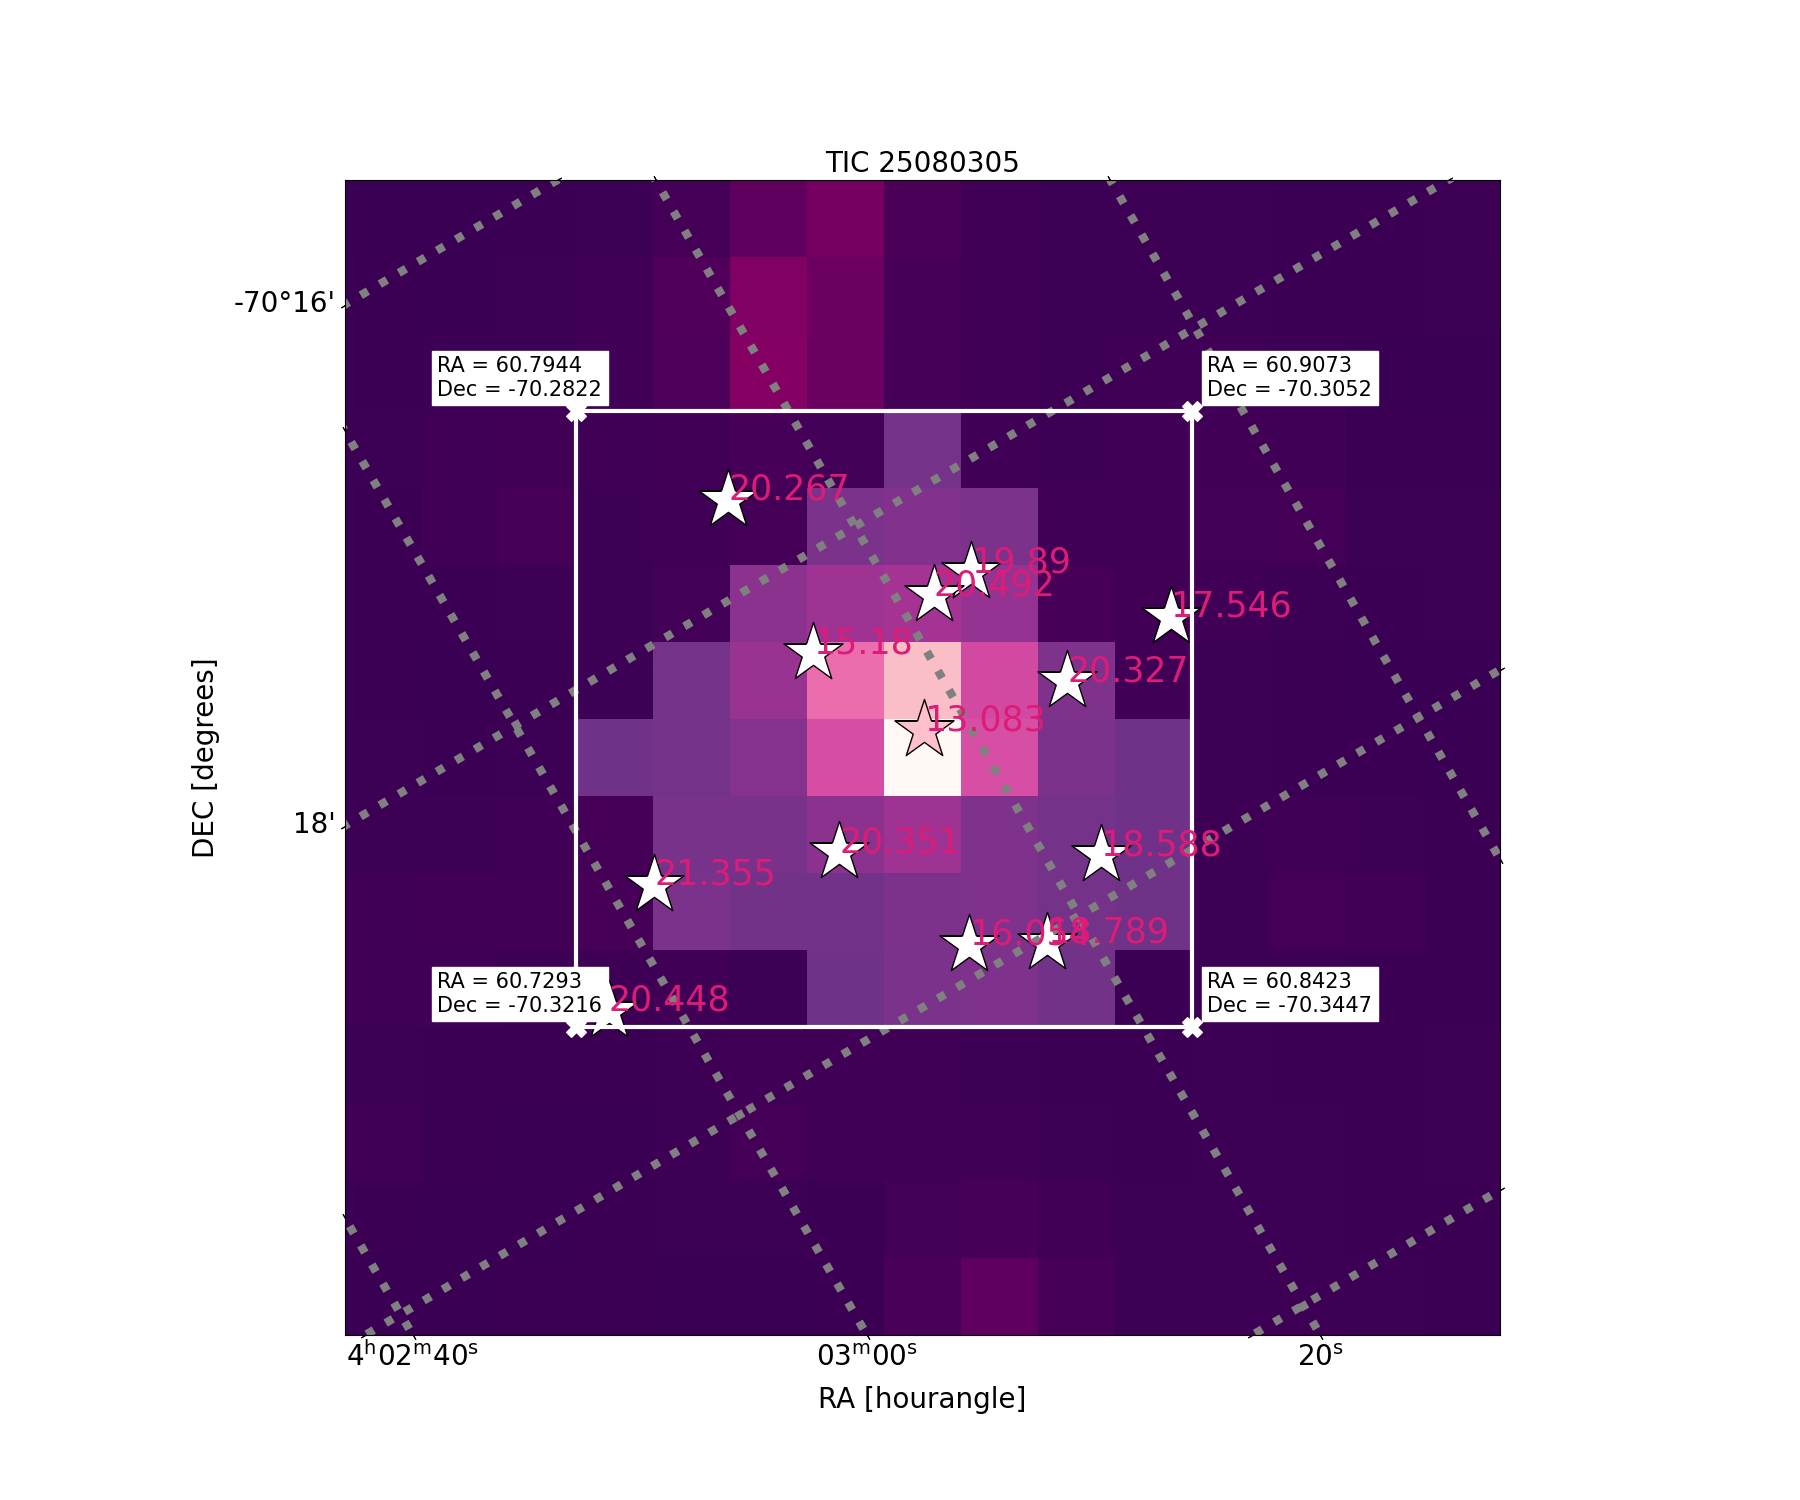 TIC 25080305
-70°16'
RA = 60.7944
Dec = -70.2822
RA = 60.9073
Dec = -70.3052
20.267
19.89
20.492
17.546
15.18
20.327
13.083
DEC [degrees]
18'
20.351
18.588
21.355
18.789
RA = 60.7293
Dec = -70.3216
20.448
RA = 60.8423
Dec = -70.3447
4ʰ02ᵐ40ˢ
03ᵐ00ˢ
20ˢ
RA [hourangle]